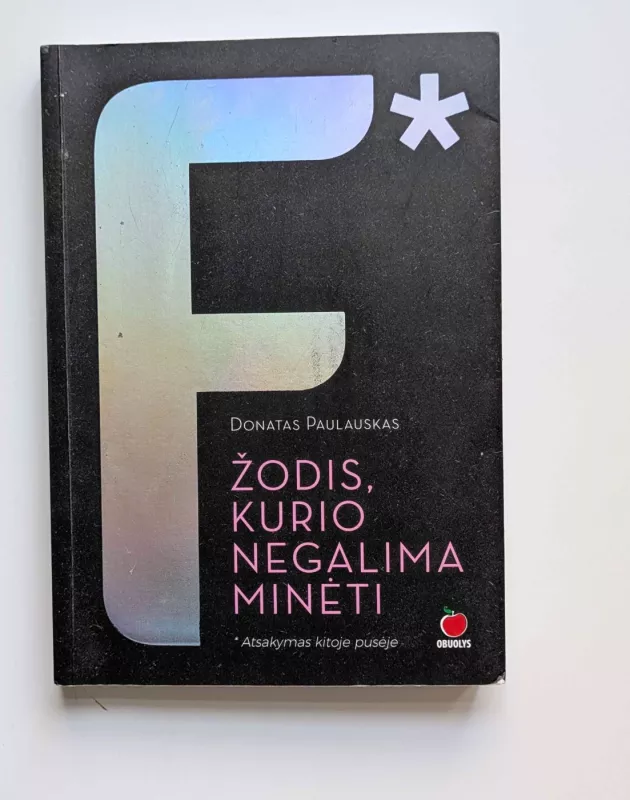 F*
DONATAS PAULAUSKAS
ŽODIS,
KURIO
NEGALIMA
MINĖTI
* Atsakymas kitoje pusėje
OBUOLYS